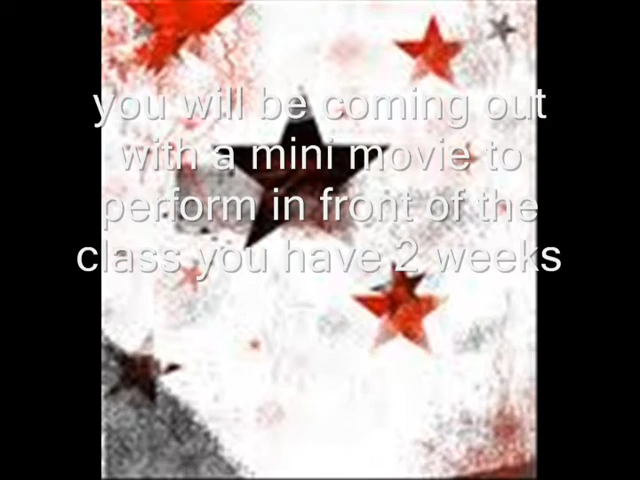 you will be coming out
with a mini movie to
perform in front of the
class you have 2 weeks